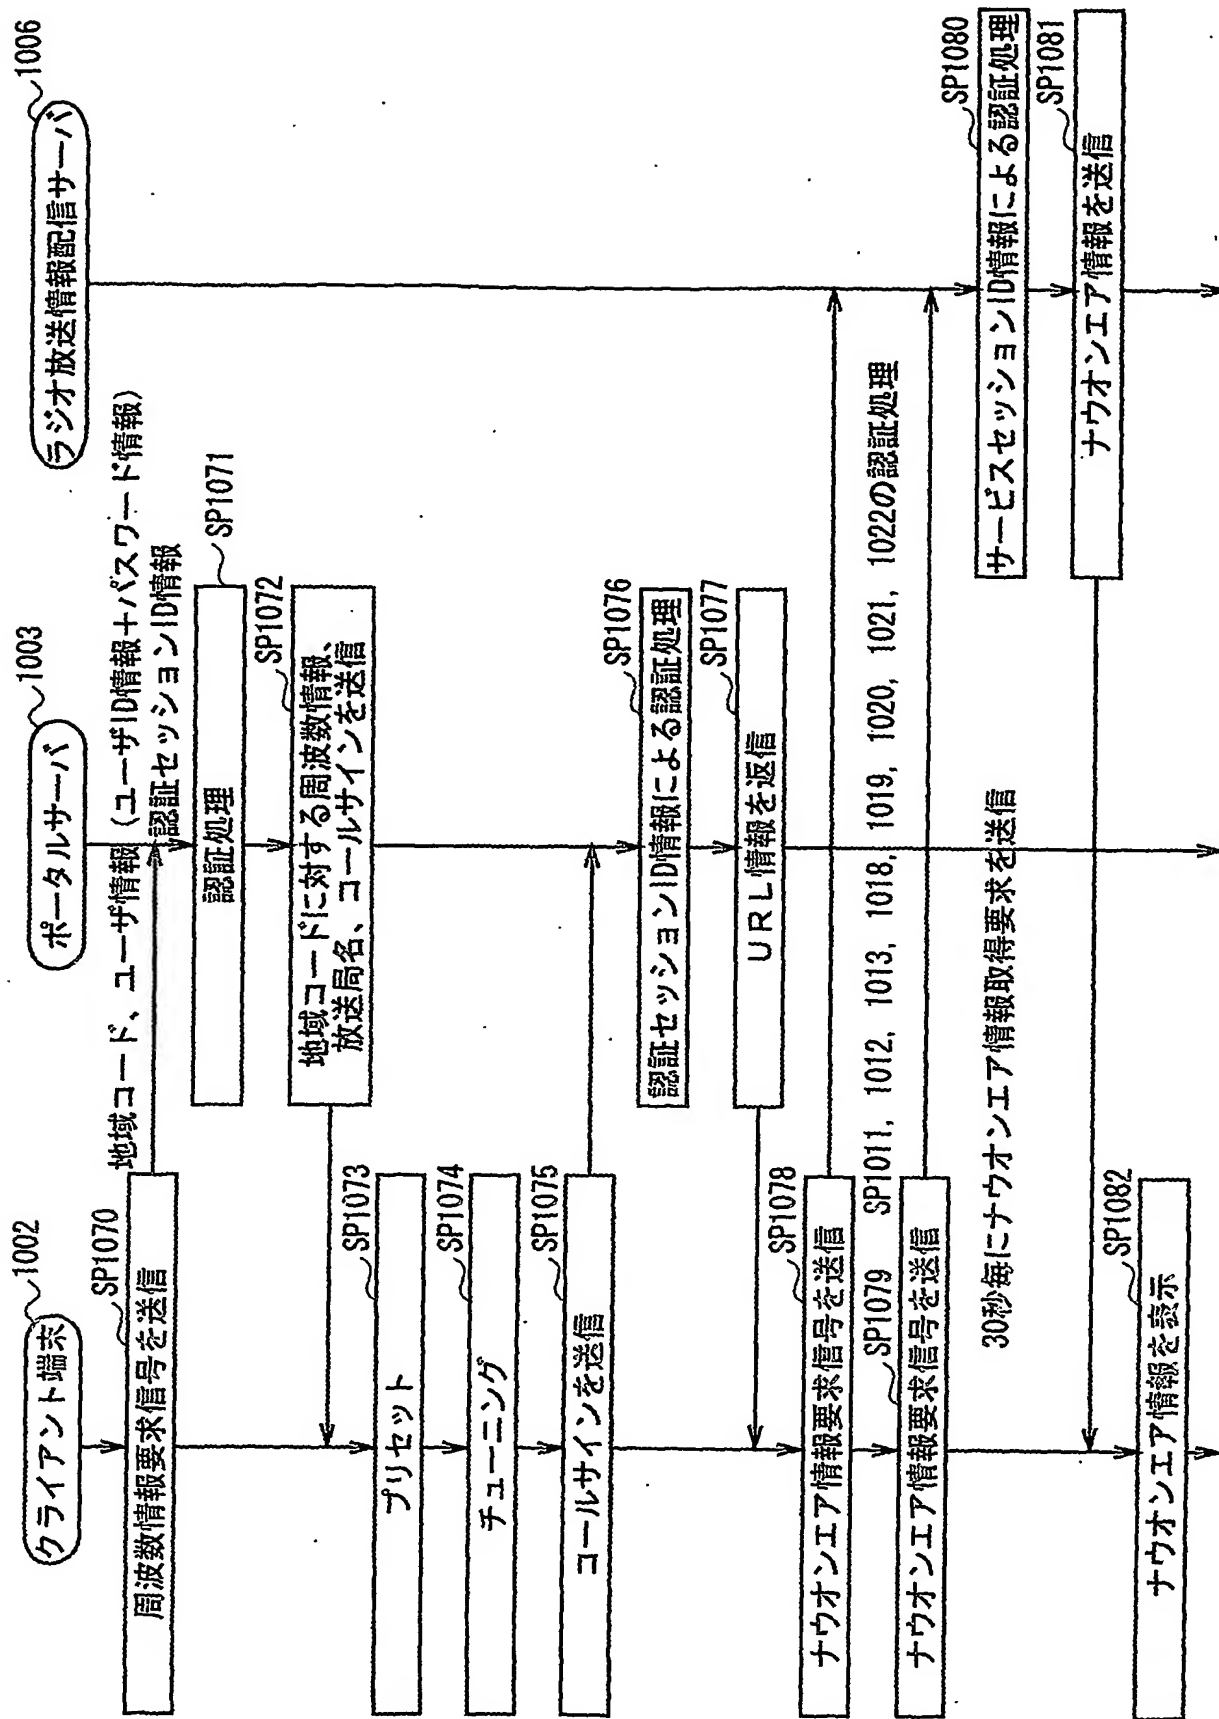 クライアント端末
1002
ポータルサーバ
1003
ラジオ放送情報配信サーバ
1006
SP1070
周波数情報要求信号を送信
地域コード、ユーザ情報（ユーザID情報＋パスワード情報）
認証セッションID情報
SP1071
認証処理
SP1072
地域コードに対する周波数情報、
放送局名、コールサインを送信
SP1073
プリセット
SP1074
チューニング
SP1075
コールサインを送信
SP1076
認証セッションID情報による認証処理
SP1077
ＵＲＬ情報を返信
SP1078
ナウオンエア情報要求信号を送信
SP1079
SP1011, 1012, 1013, 1018, 1019, 1020, 1021, 1022の認証処理
ナウオンエア情報要求信号を送信
30秒毎にナウオンエア情報取得要求を送信
SP1080
サービスセッションID情報による認証処理
SP1081
ナウオンエア情報を送信
SP1082
ナウオンエア情報を表示